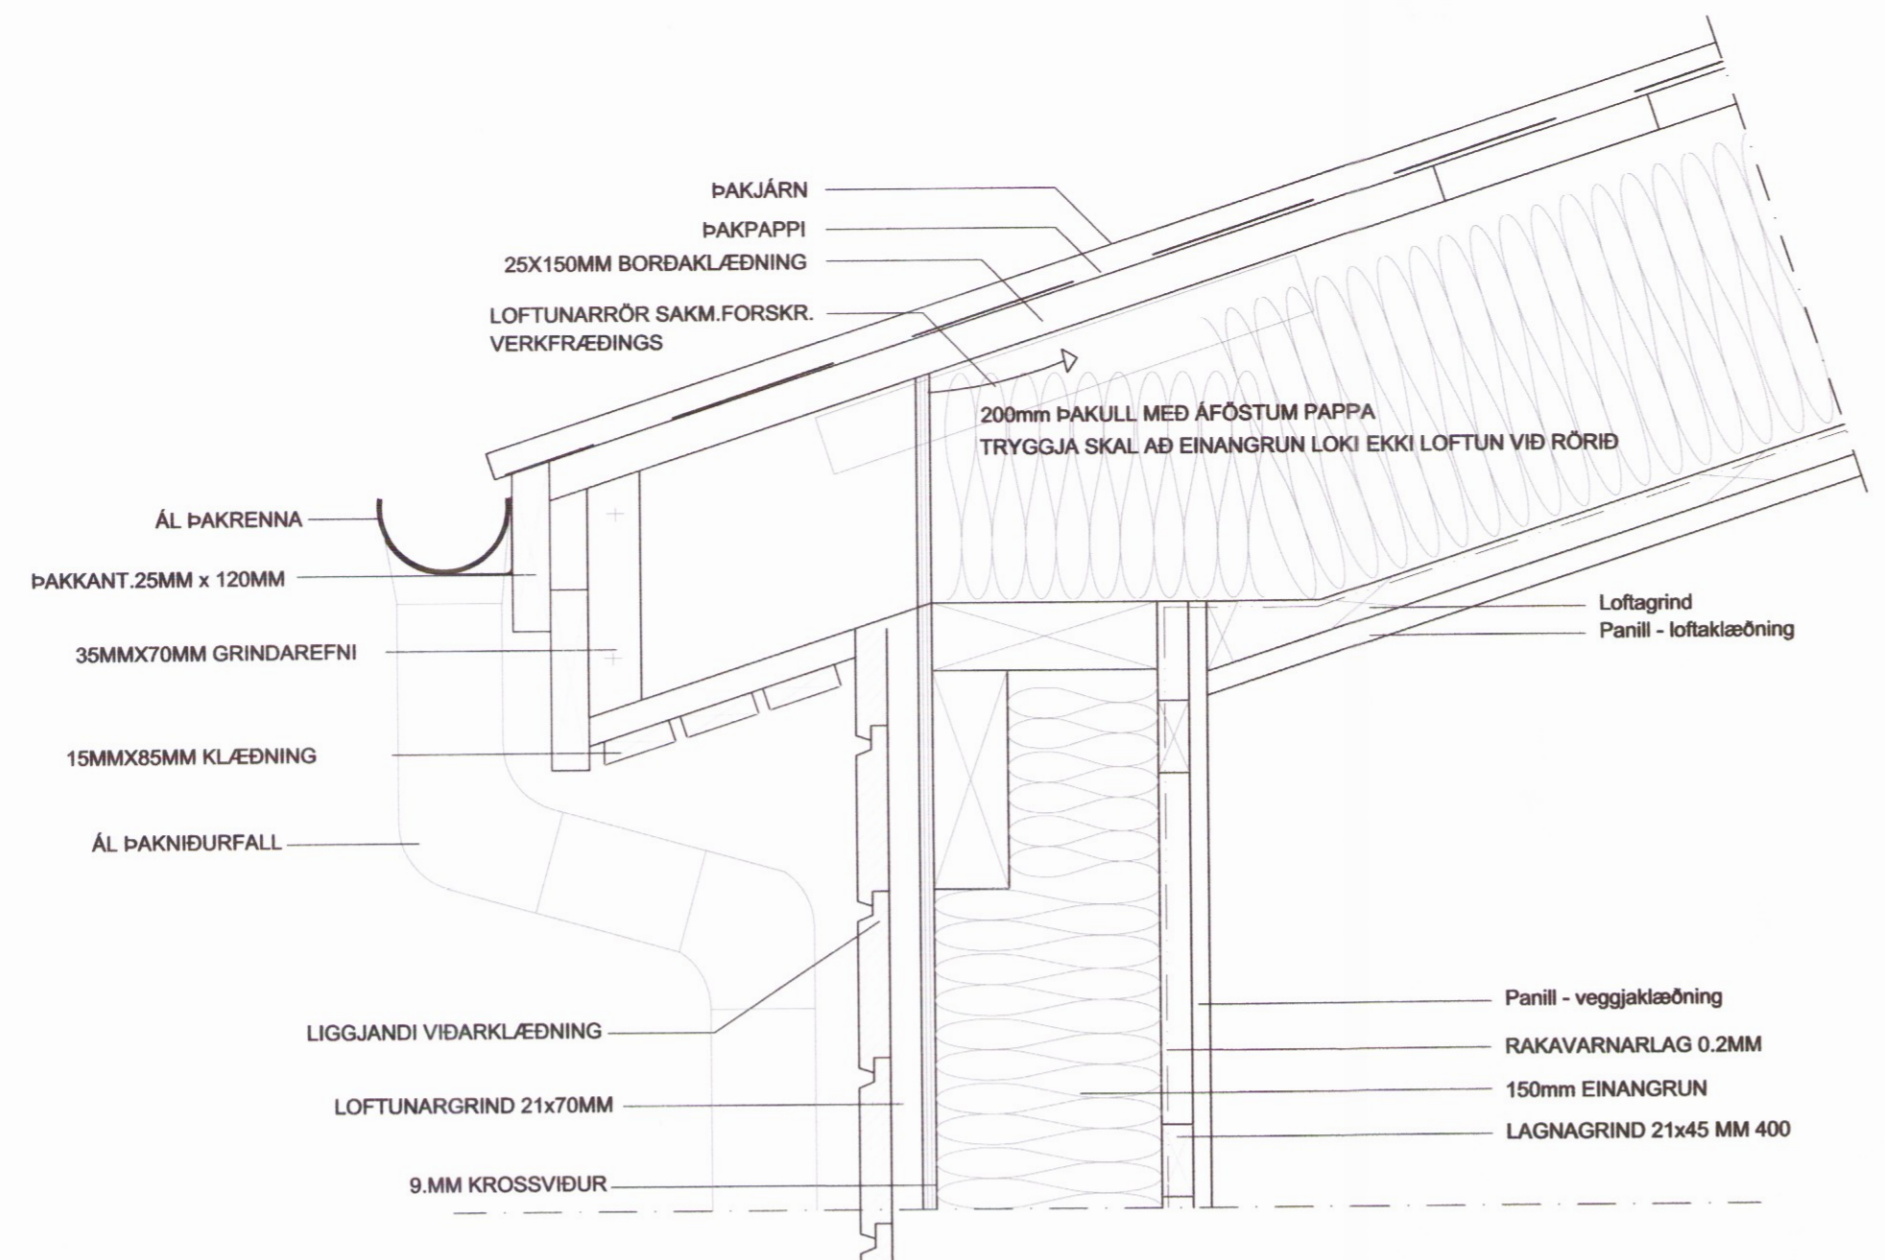 ÞAKJÁRN
ÞAKPAPPI
25X150MM BORÐAKLÆÐNING
LOFTUNARRÖR SAKM.FORSKR.
VERKFRÆÐINGS
200mm ÞAKULL MEÐ ÁFÖSTUM PAPPA
TRYGGJA SKAL AÐ EINANGRUN LOKI EKKI LOFTUN VIÐ RÖRIÐ
ÁL ÞAKRENNA
ÞAKKANT.25MM x 120MM
35MMX70MM GRINDAREFNI
15MMX85MM KLÆÐNING
ÁL ÞAKNIÐURFALL
LIGGJANDI VIÐARKLÆÐNING
LOFTUNARGRIND 21x70MM
9.MM KROSSVIÐUR
Loftagrind
Panill - loftaklæðning
Panill - veggjaklæðning
RAKAVARNARLAG 0.2MM
150mm EINANGRUN
LAGNAGRIND 21x45 MM 400